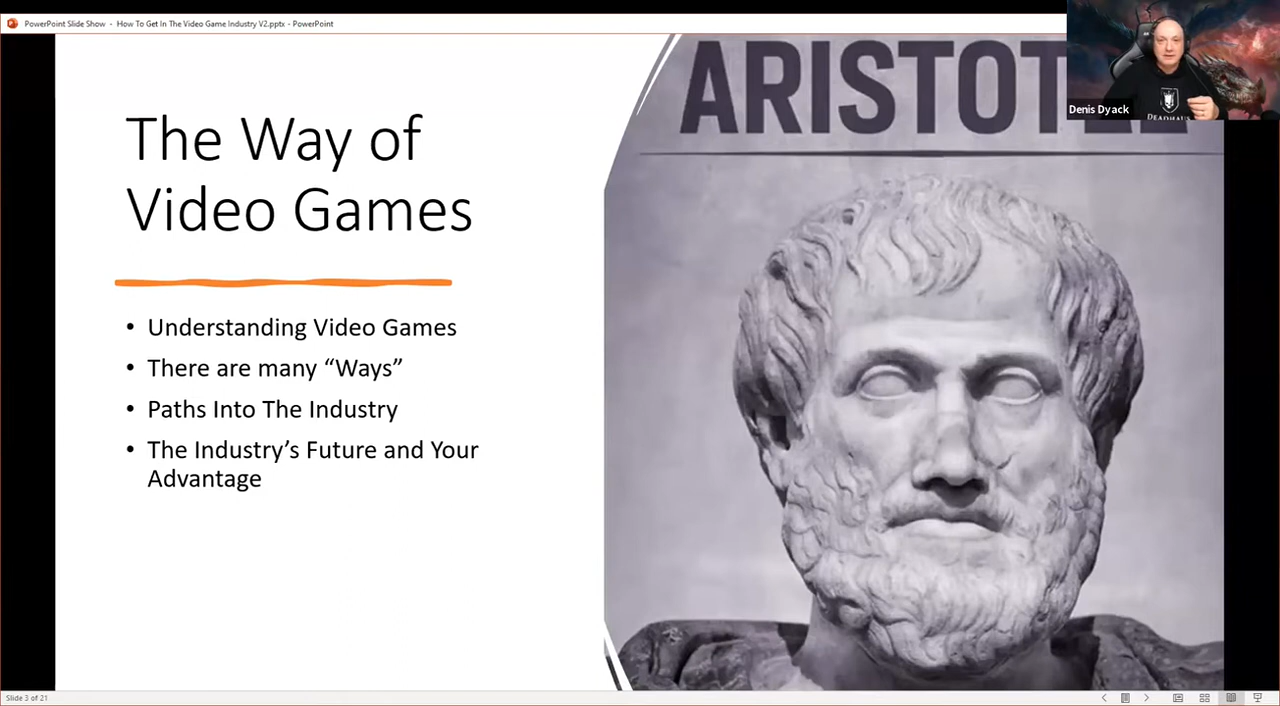 PowerPoint Slide Show - How To Get In The Video Game Industry V2.pptx - PowerPoint
Denis Dyack
DEADHAUS
The Way of
Video Games
• Understanding Video Games
• There are many “Ways”
• Paths Into The Industry
• The Industry’s Future and Your
Advantage
ARISTOTLE
Slide 3 of 21